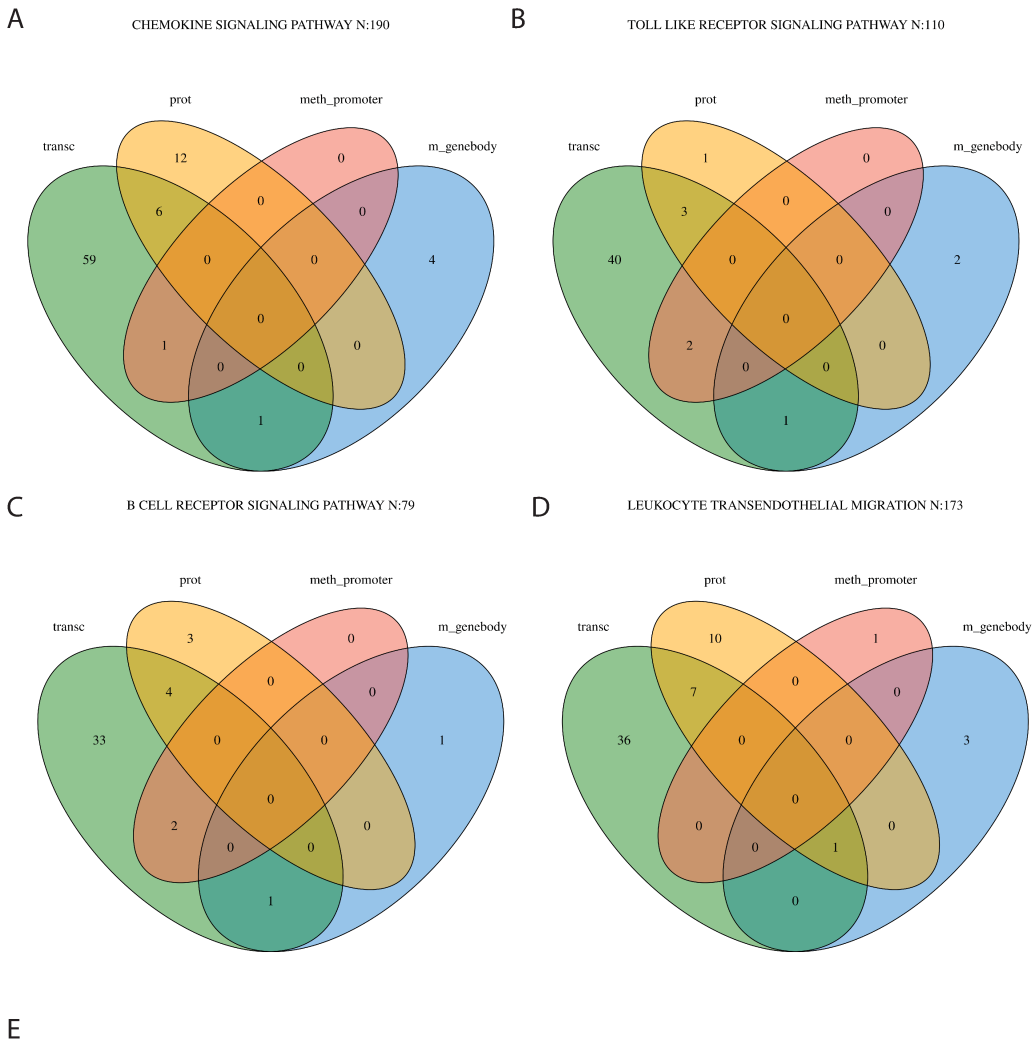 A
CHEMOKINE SIGNALING PATHWAY N:190
prot
meth_promoter
transc
m_genebody
12
0
0
6
0
59
0
0
4
0
1
0
0
0
1
B
TOLL LIKE RECEPTOR SIGNALING PATHWAY N:110
prot
meth_promoter
transc
m_genebody
1
0
0
3
0
40
0
0
2
0
2
0
0
0
1
C
B CELL RECEPTOR SIGNALING PATHWAY N:79
prot
meth_promoter
transc
m_genebody
3
0
0
4
0
33
0
0
1
0
2
0
0
0
1
D
LEUKOCYTE TRANSENDOTHELIAL MIGRATION N:173
prot
meth_promoter
transc
m_genebody
10
1
0
7
0
36
0
0
3
0
0
0
0
1
0
E